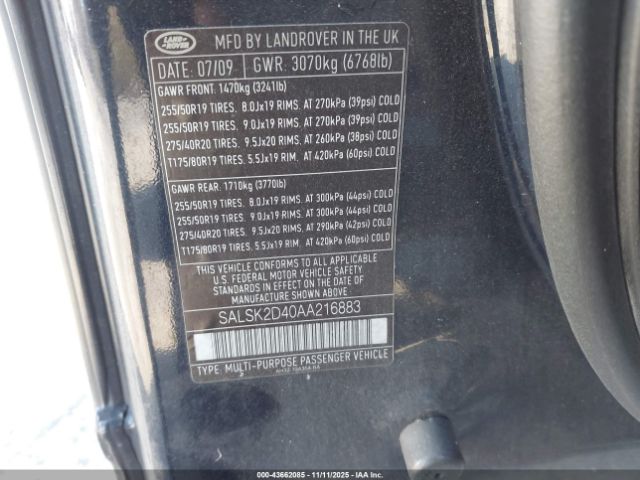 LAND ROVER
MFD BY LANDROVER IN THE UK
DATE: 07/09 GWR: 3070kg (6768lb)
GAWR FRONT: 1470kg (3241lb)
255/50R19 TIRES, 8.0Jx19 RIMS, AT 270kPa (39psi) COLD
255/50R19 TIRES, 9.0Jx19 RIMS, AT 270kPa (39psi) COLD
275/40R20 TIRES, 9.5Jx20 RIMS, AT 260kPa (38psi) COLD
T175/80R19 TIRES, 5.5Jx19 RIM, AT 420kPa (60psi) COLD
GAWR REAR: 1710kg (3770lb)
255/50R19 TIRES, 8.0Jx19 RIMS, AT 300kPa (44psi) COLD
255/50R19 TIRES, 9.0Jx19 RIMS, AT 300kPa (44psi) COLD
275/40R20 TIRES, 9.5Jx20 RIMS, AT 290kPa (42psi) COLD
T175/80R19 TIRES, 5.5Jx19 RIM, AT 420kPa (60psi) COLD
THIS VEHICLE CONFORMS TO ALL APPLICABLE
U.S. FEDERAL MOTOR VEHICLE SAFETY
STANDARDS IN EFFECT ON THE DATE OF
MANUFACTURE SHOWN ABOVE
SALSK2D40AA216883
TYPE: MULTI-PURPOSE PASSENGER VEHICLE
© IAAI-43662085 - 11/11/2025 - IAAI.COM